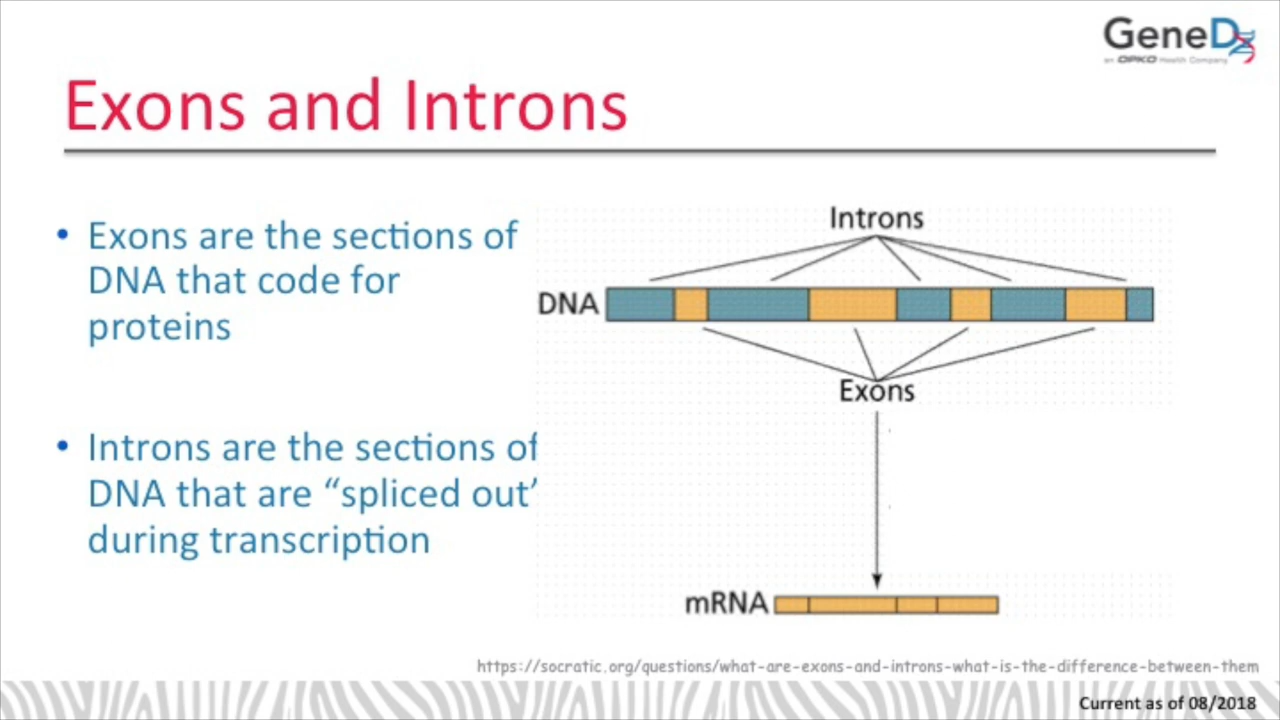 GeneDx
an OPKO Health Company
Exons and Introns
• Exons are the sections of
DNA that code for
proteins
• Introns are the sections of
DNA that are “spliced out”
during transcription
Introns
DNA
Exons
mRNA
https://socratic.org/questions/what-are-exons-and-introns-what-is-the-difference-between-them
Current as of 08/2018